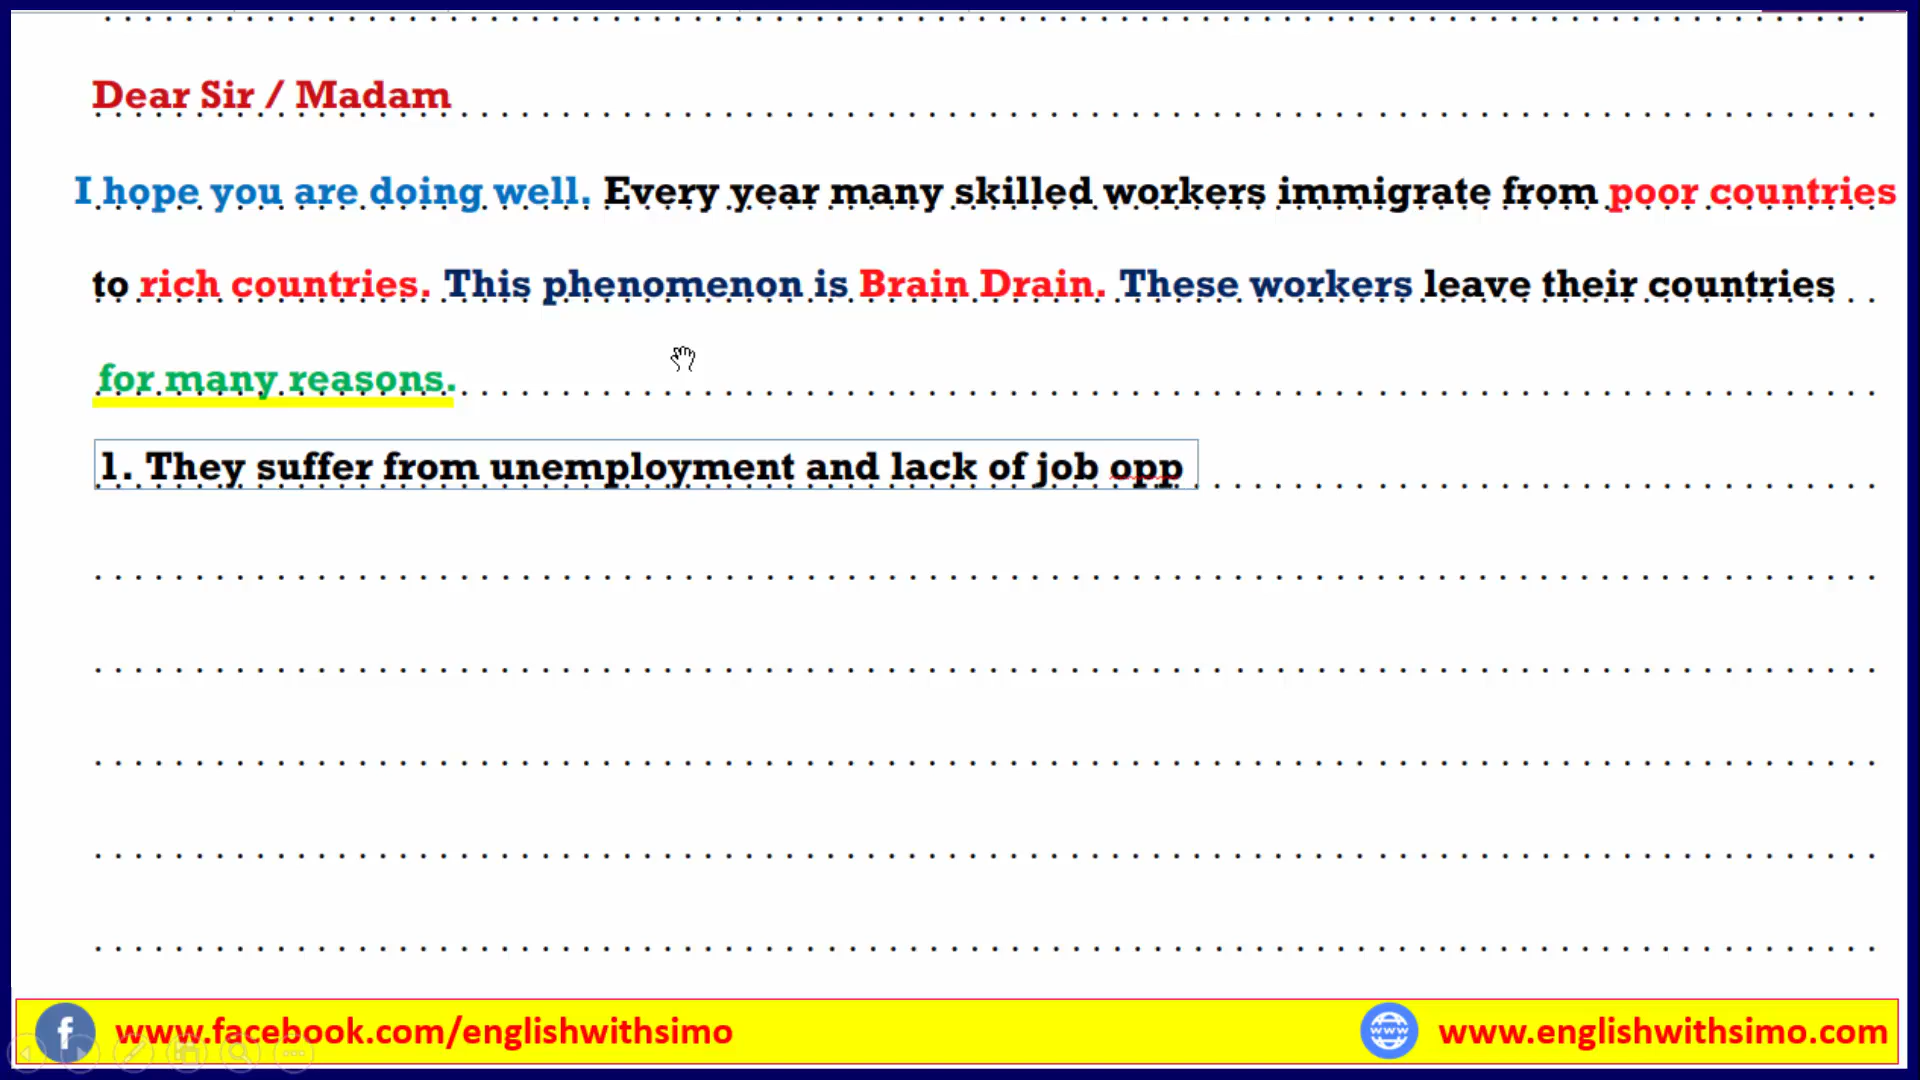 Dear Sir / Madam
I hope you are doing well. Every year many skilled workers immigrate from poor countries
to rich countries. This phenomenon is Brain Drain. These workers leave their countries
for many reasons.
1. They suffer from unemployment and lack of job opp
f www.facebook.com/englishwithsimo
www www.englishwithsimo.com